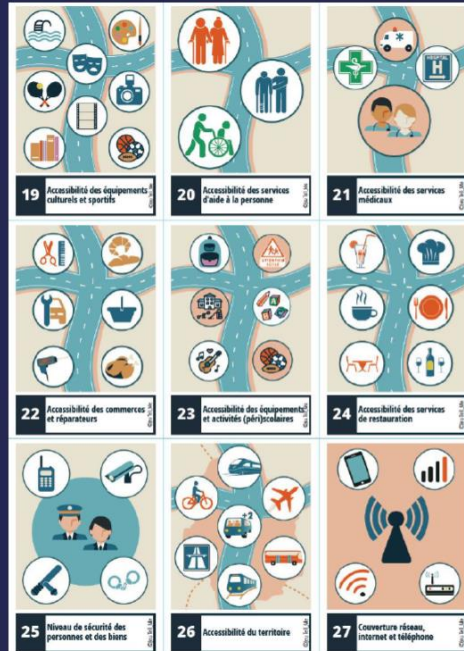 19 Accessibilité des équipements
culturels et sportifs
20 Accessibilité des services
d'aide à la personne
HOPITAL
H
21 Accessibilité des services
médicaux
22 Accessibilité des commerces
et réparateurs
23 Accessibilité des équipements
et activités (péri)scolaires
24 Accessibilité des services
de restauration
25 Niveau de sécurité des
personnes et des biens
+2
26 Accessibilité du territoire
27 Couverture réseau,
internet et téléphone